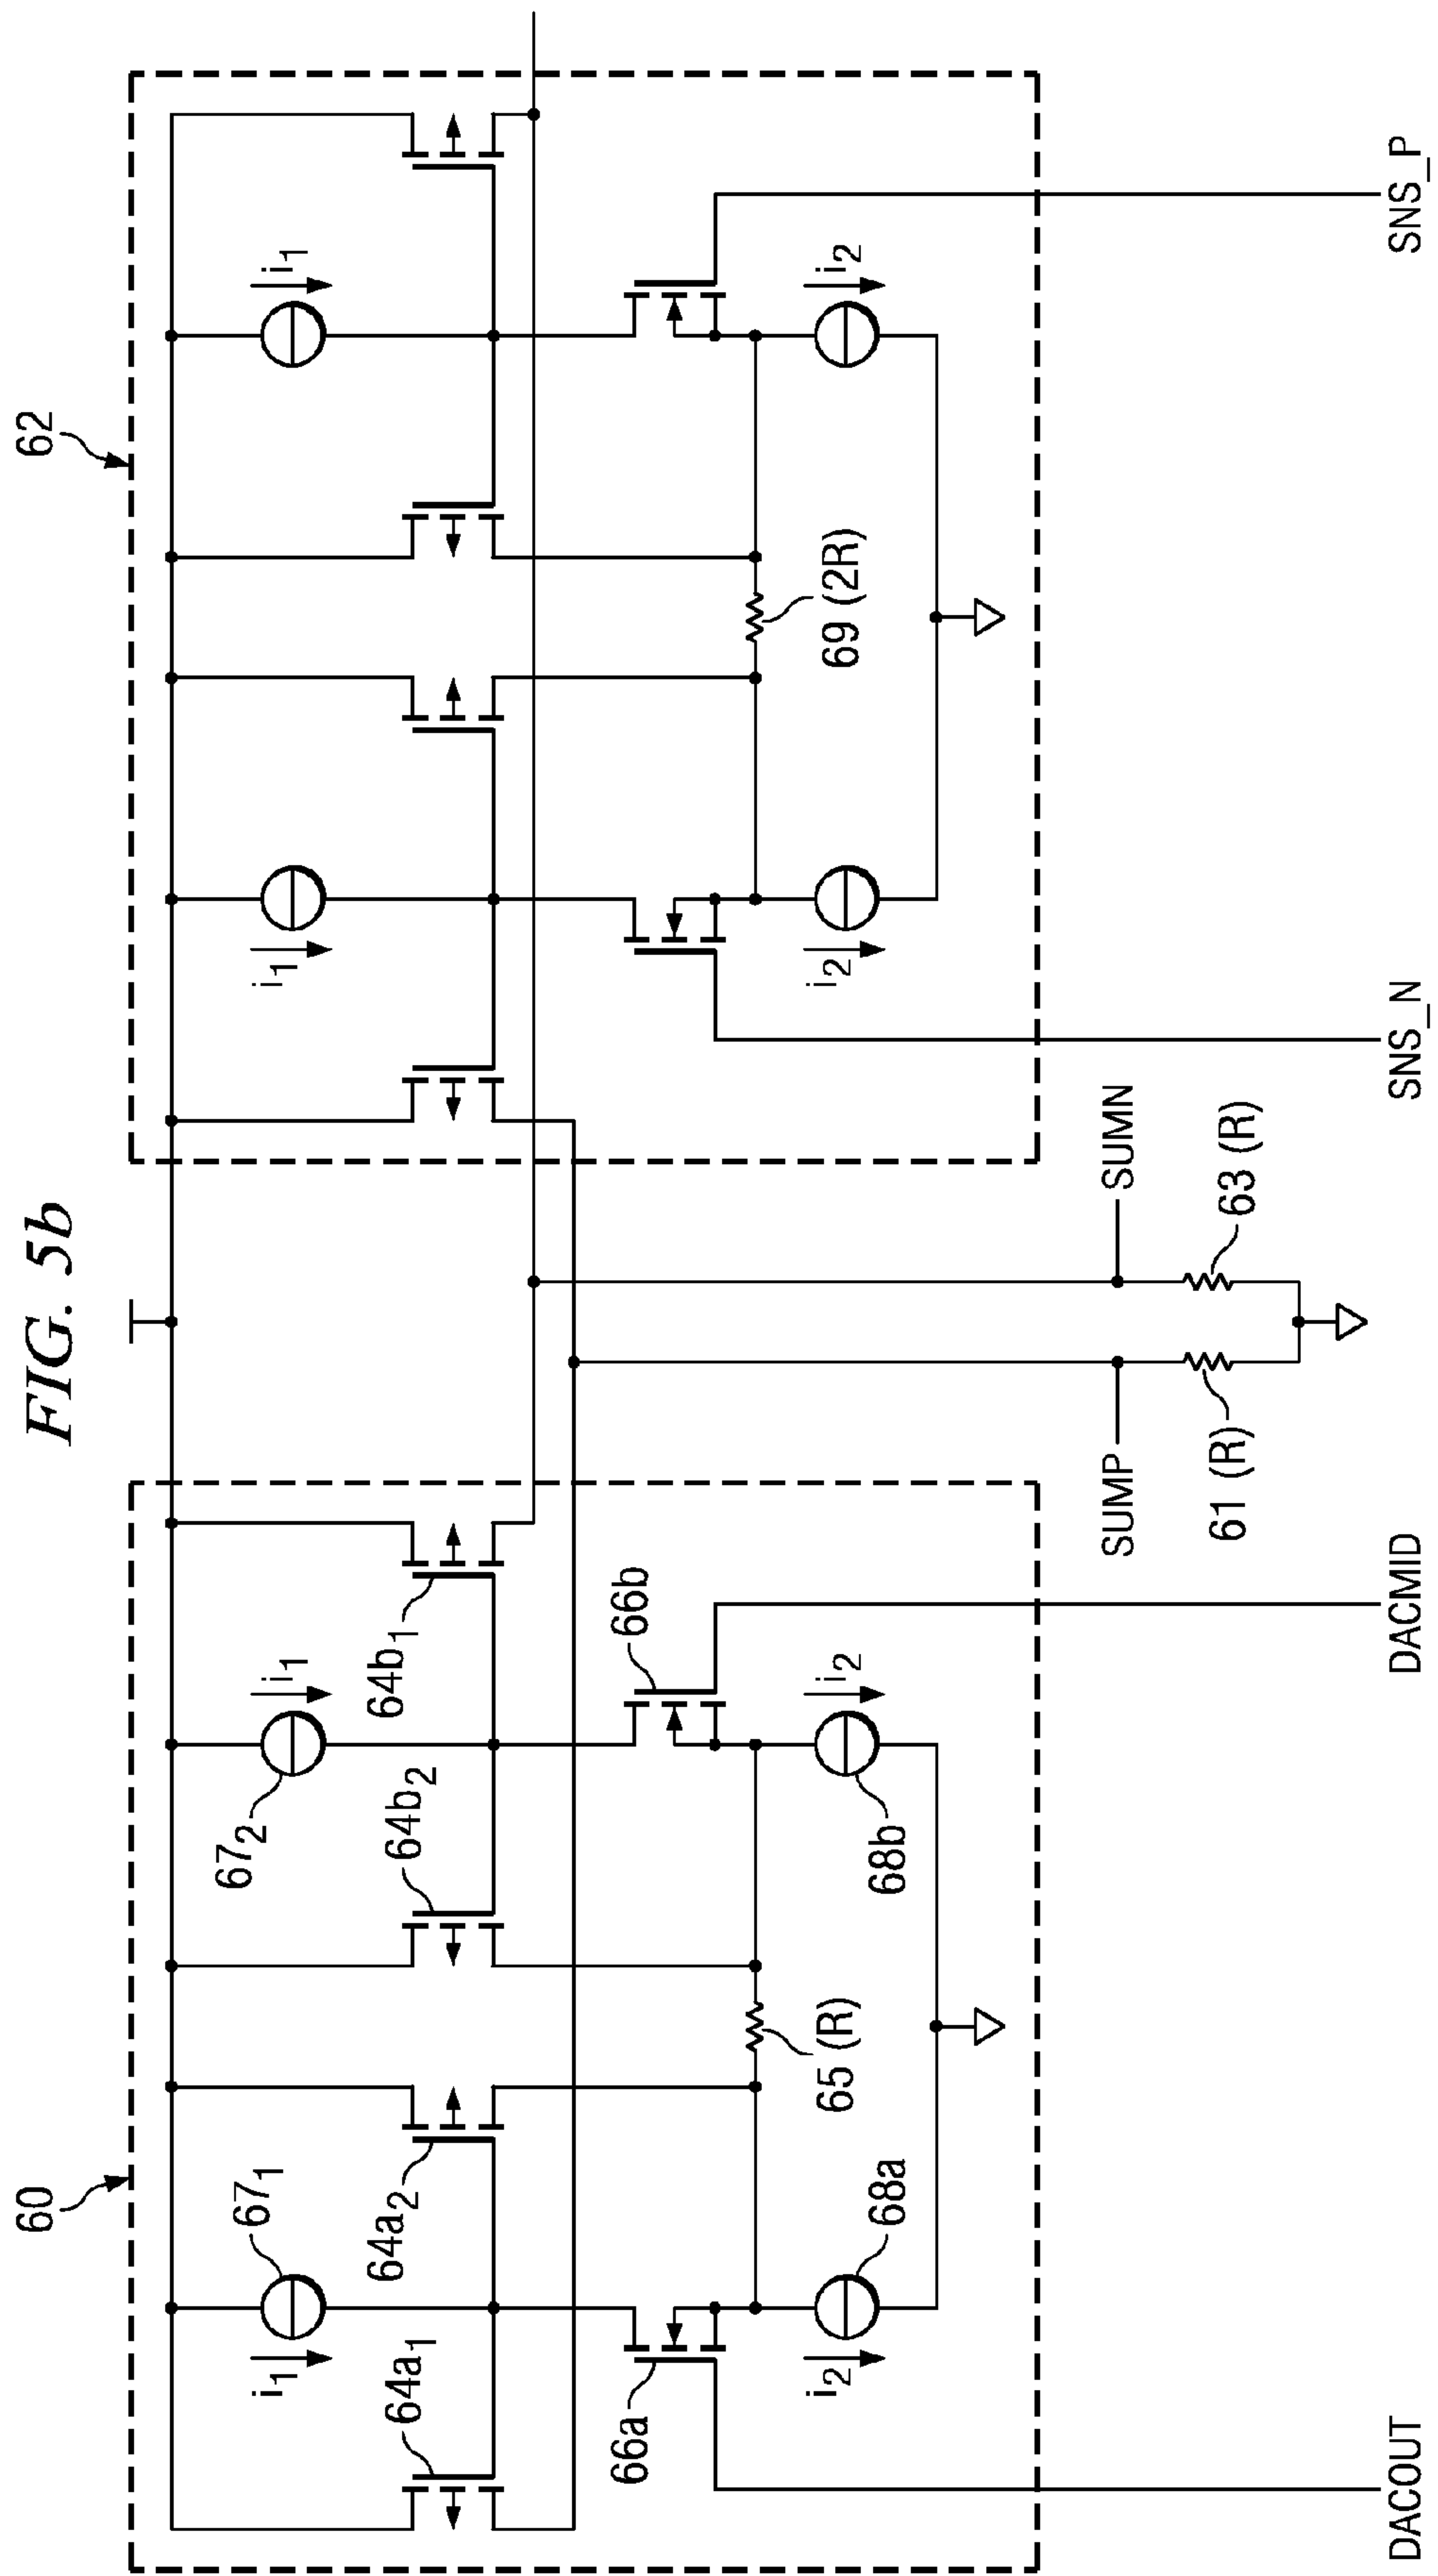 FIG. 5b
60
62
i1
671
672
i1
i1
i1
64a1
64a2
64b2
64b1
66a
66b
i2
68a
65 (R)
68b
i2
i2
69 (2R)
i2
SUMP
SUMN
61 (R)
63 (R)
DACOUT
DACMID
SNS_N
SNS_P